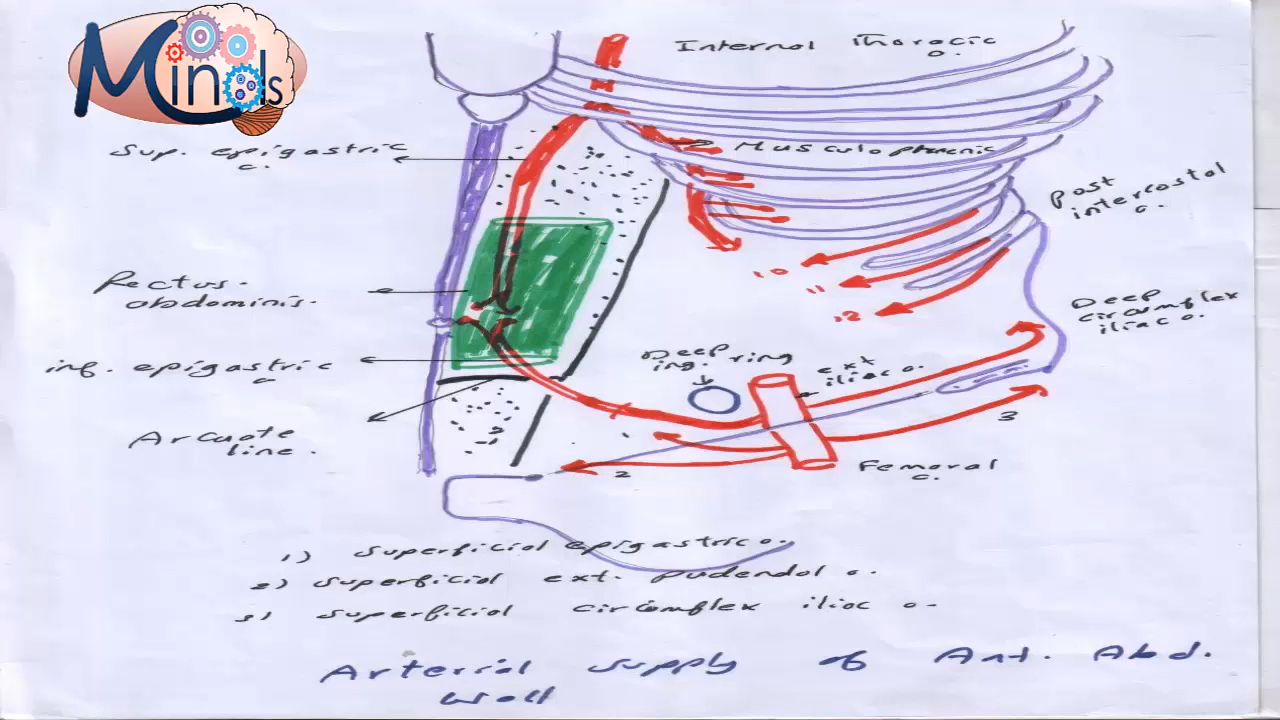 Minds
Internal thoracic
a.
Sup. epigastric
a.
Musculophrenic
Post
intercostal
a.
Rectus
abdominis.
10
11
12
Deep
circumflex
iliac a.
inf. epigastric
a
Deep ring
ing.
ext
iliac a.
Arcuate
line.
3
2
Femoral
a.
1) Superficial epigastric a.
2) Superficial ext. pudendal a.
3) Superficial circumflex iliac a.
Arterial supply of Ant. Abd.
Wall